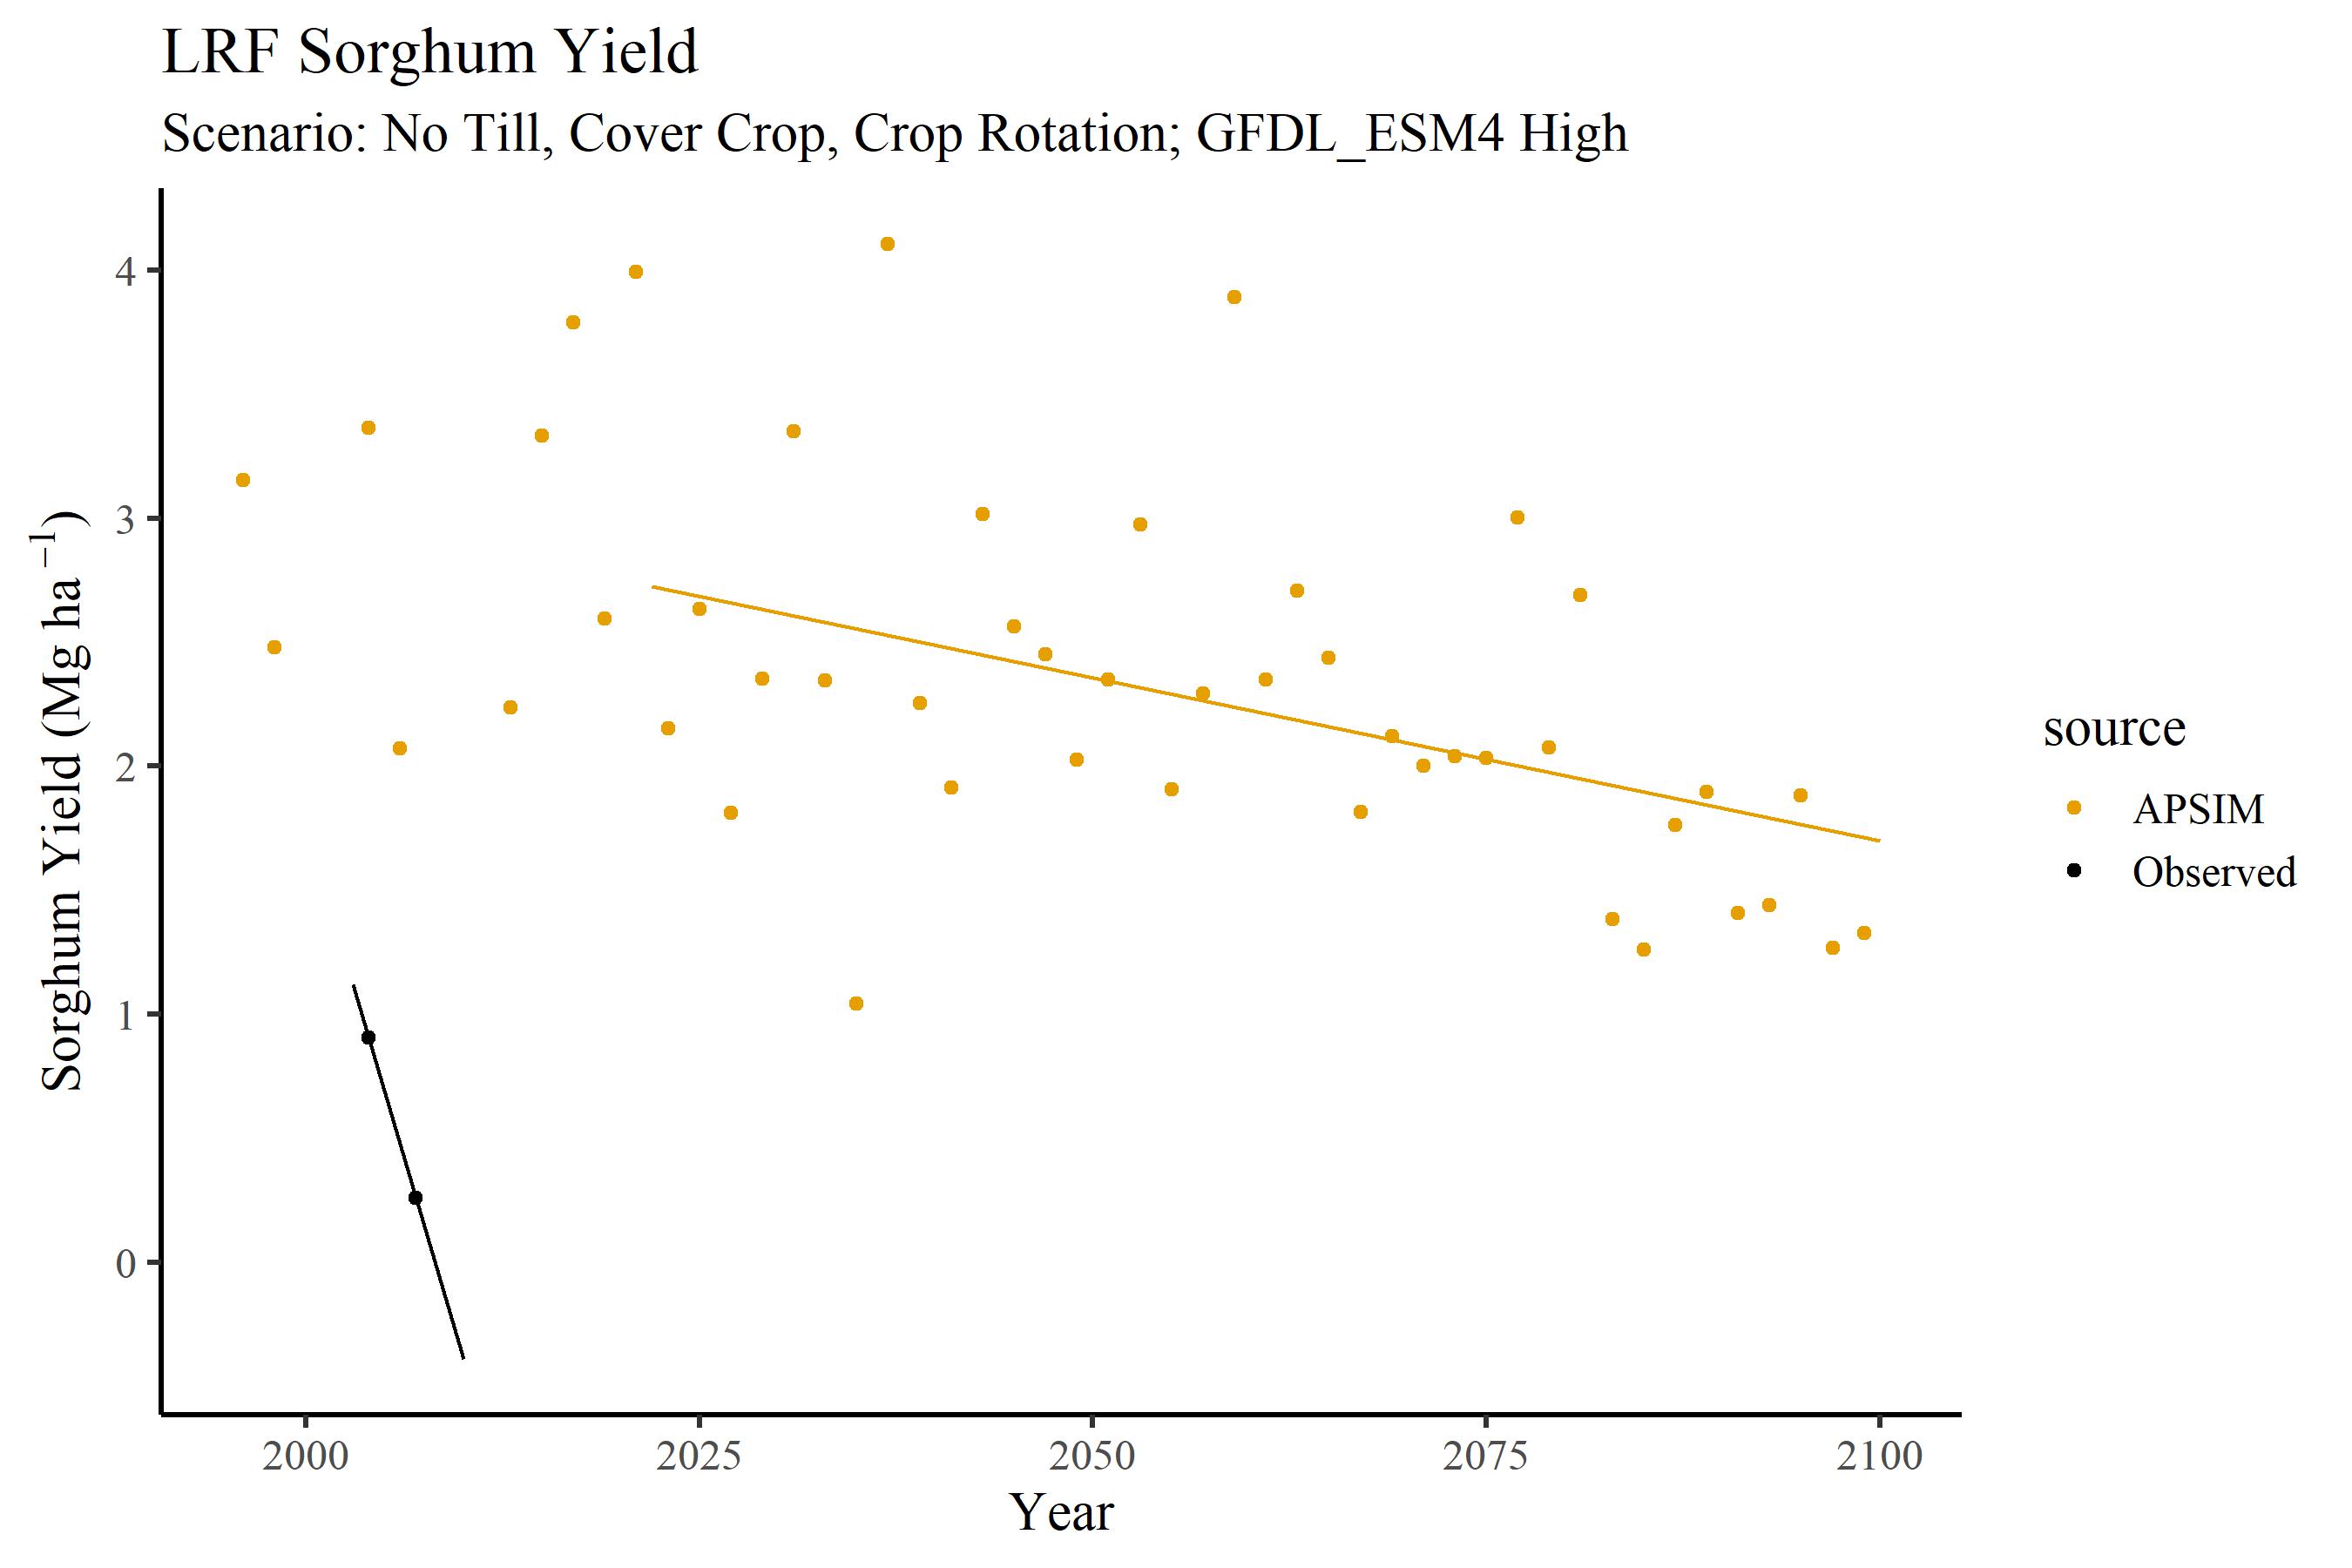 LRF Sorghum Yield
Scenario: No Till, Cover Crop, Crop Rotation; GFDL_ESM4 High
Sorghum Yield (Mg ha⁻¹)
4
3
2
1
0
2000 2025 2050 2075 2100
Year
source
APSIM
Observed